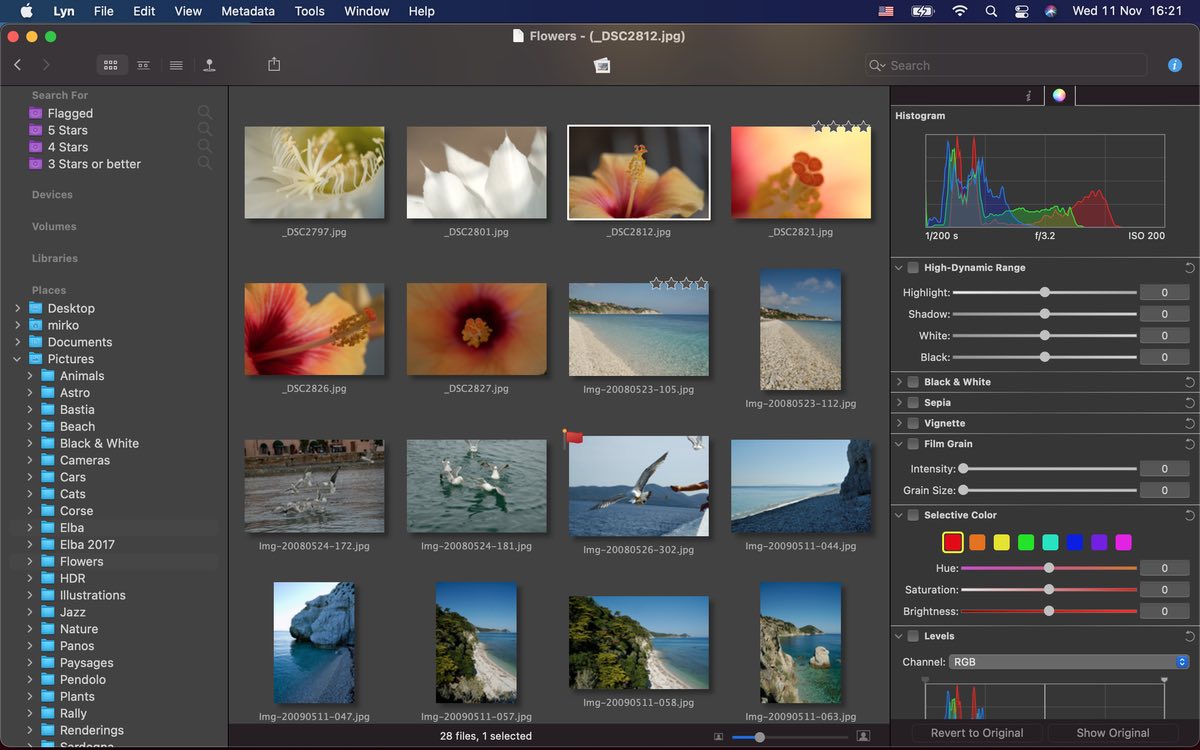 Lyn File Edit View Metadata Tools Window Help Wed 11 Nov 16:21
Flowers - (_DSC2812.jpg)
Search
Search For
Flagged
5 Stars
4 Stars
3 Stars or better
Devices
Volumes
Libraries
Places
Desktop
mirko
Documents
Pictures
Animals
Astro
Bastia
Beach
Black & White
Cameras
Cars
Cats
Corse
Elba
Elba 2017
Flowers
HDR
Illustrations
Jazz
Nature
Panos
Paysages
Pendolo
Plants
Rally
Renderings
Sardegna
_DSC2797.jpg _DSC2801.jpg _DSC2812.jpg _DSC2821.jpg
_DSC2826.jpg _DSC2827.jpg Img-20080523-105.jpg Img-20080523-112.jpg
Img-20080524-172.jpg Img-20080524-181.jpg Img-20080526-302.jpg Img-20090511-044.jpg
Img-20090511-047.jpg Img-20090511-057.jpg Img-20090511-058.jpg Img-20090511-063.jpg
28 files, 1 selected
Histogram
1/200 s f/3.2 ISO 200
High-Dynamic Range
Highlight: 0
Shadow: 0
White: 0
Black: 0
Black & White
Sepia
Vignette
Film Grain
Intensity: 0
Grain Size: 0
Selective Color
Hue: 0
Saturation: 0
Brightness: 0
Levels
Channel: RGB
Revert to Original Show Original